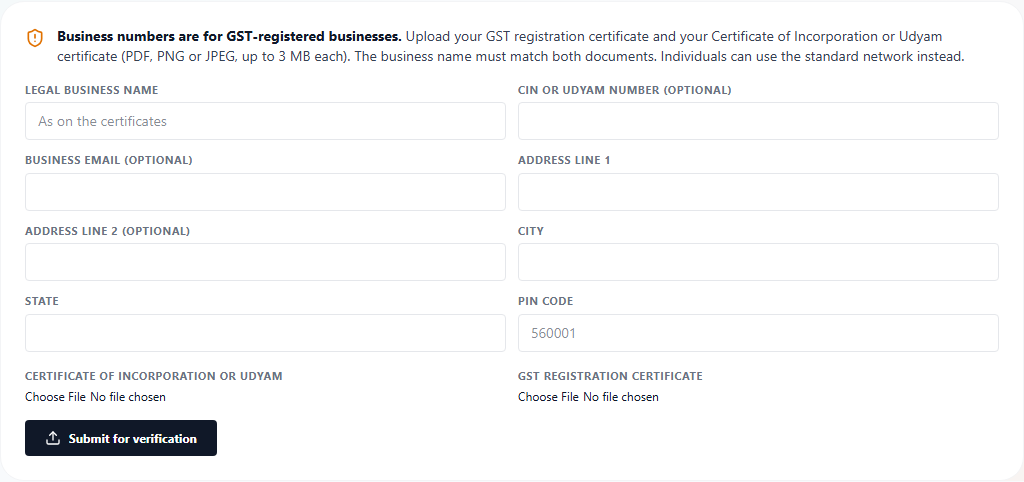 Business numbers are for GST-registered businesses. Upload your GST registration certificate and your Certificate of Incorporation or Udyam
certificate (PDF, PNG or JPEG, up to 3 MB each). The business name must match both documents. Individuals can use the standard network instead.
LEGAL BUSINESS NAME
As on the certificates
CIN OR UDYAM NUMBER (OPTIONAL)
BUSINESS EMAIL (OPTIONAL)
ADDRESS LINE 1
ADDRESS LINE 2 (OPTIONAL)
CITY
STATE
PIN CODE
560001
CERTIFICATE OF INCORPORATION OR UDYAM
Choose File No file chosen
GST REGISTRATION CERTIFICATE
Choose File No file chosen
Submit for verification